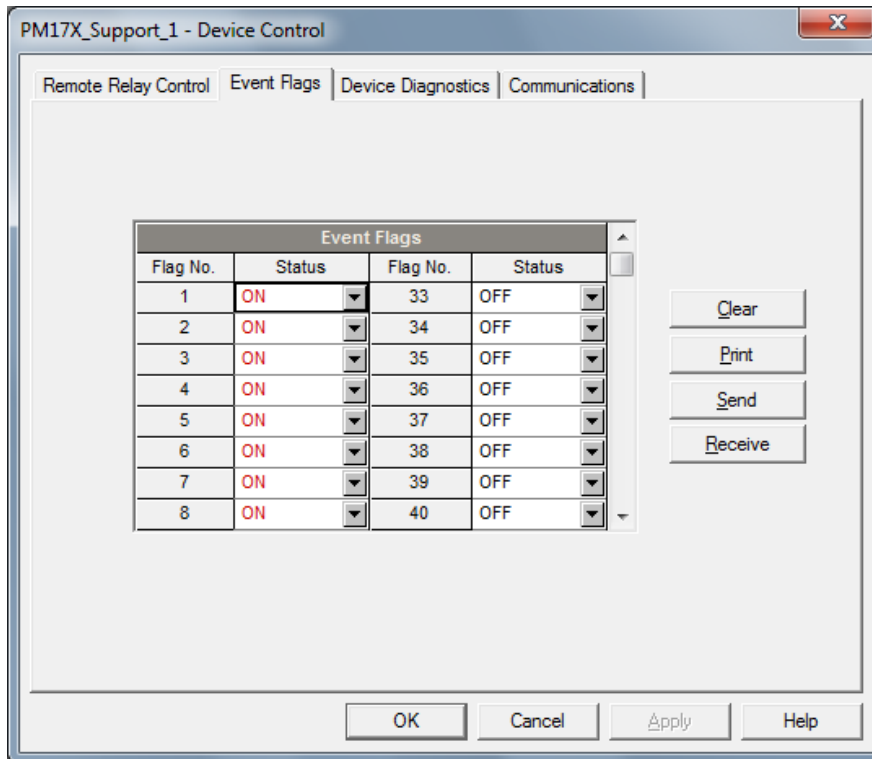 PM17X_Support_1 - Device Control
Remote Relay Control Event Flags Device Diagnostics Communications
Event Flags
Flag No. Status Flag No. Status
1 ON 33 OFF
2 ON 34 OFF
3 ON 35 OFF
4 ON 36 OFF
5 ON 37 OFF
6 ON 38 OFF
7 ON 39 OFF
8 ON 40 OFF
Clear
Print
Send
Receive
OK Cancel Apply Help